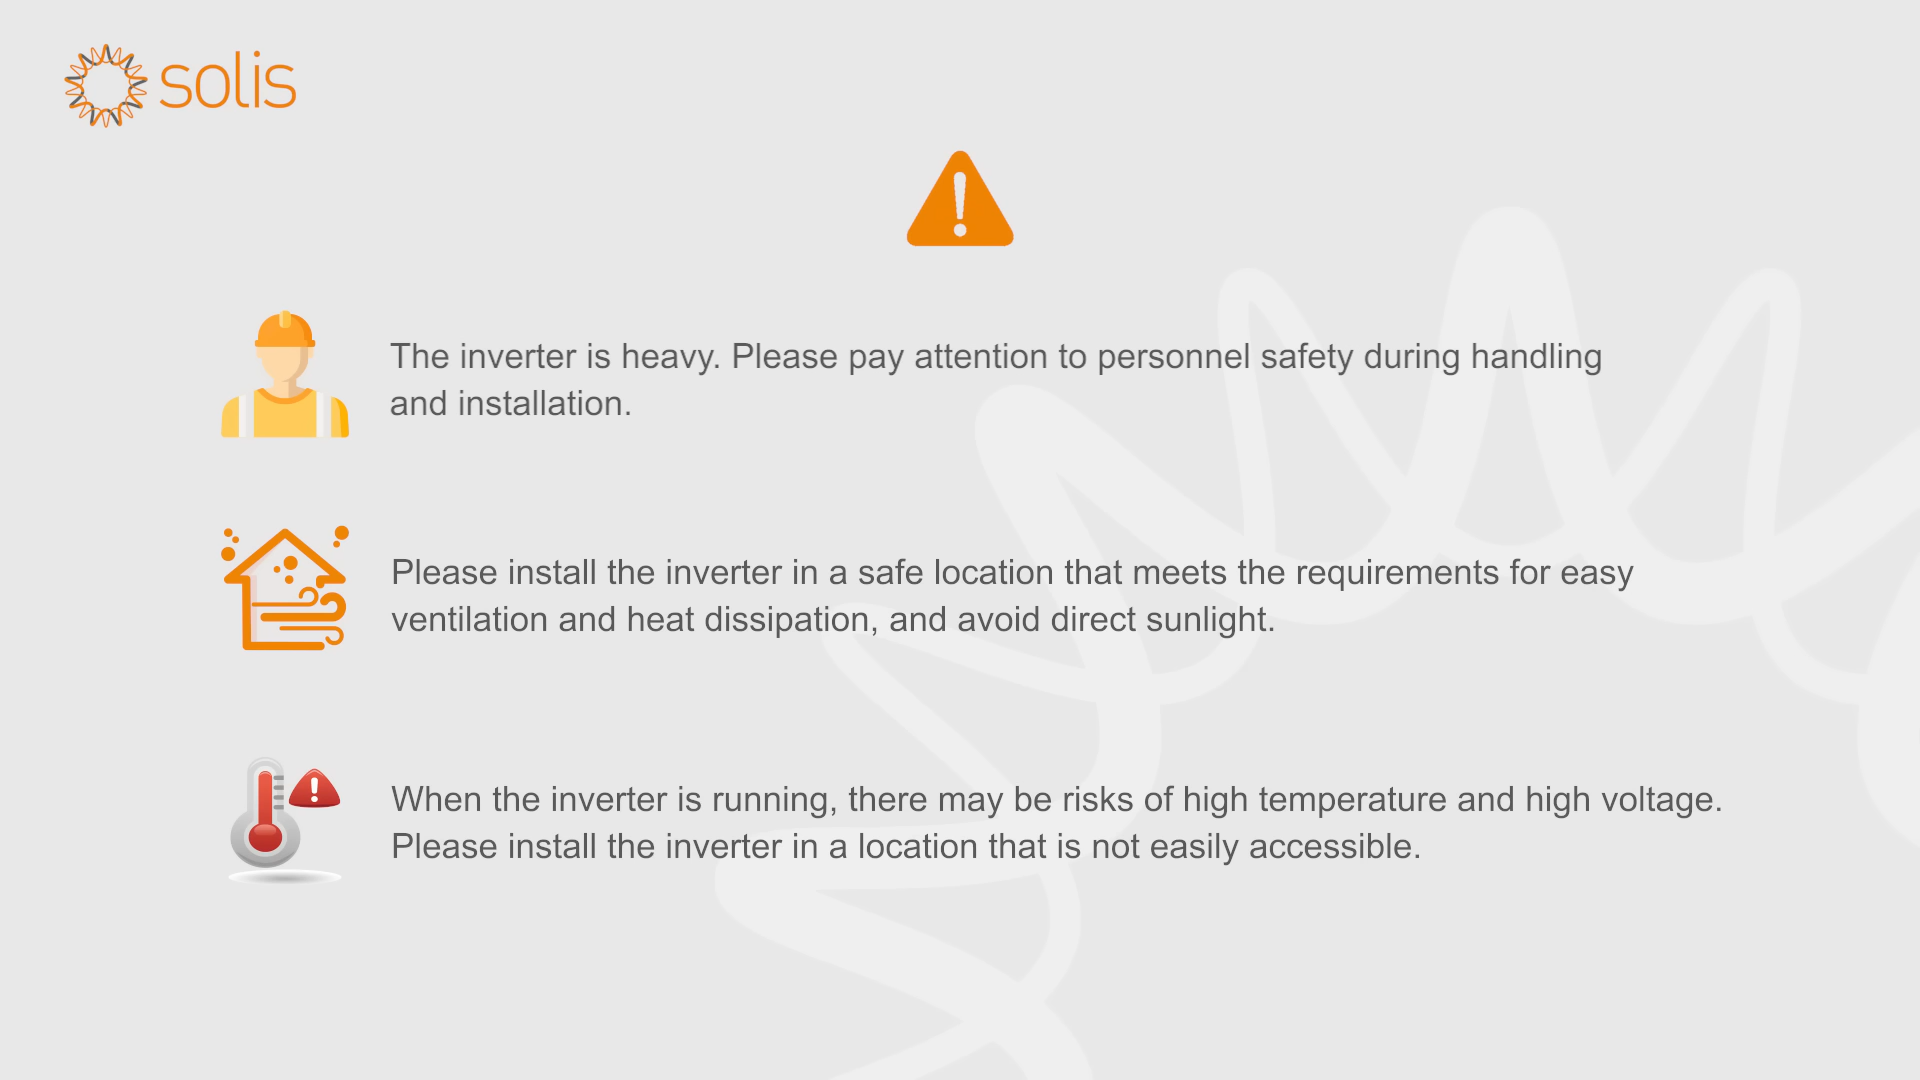 solis
The inverter is heavy. Please pay attention to personnel safety during handling
and installation.
Please install the inverter in a safe location that meets the requirements for easy
ventilation and heat dissipation, and avoid direct sunlight.
When the inverter is running, there may be risks of high temperature and high voltage.
Please install the inverter in a location that is not easily accessible.